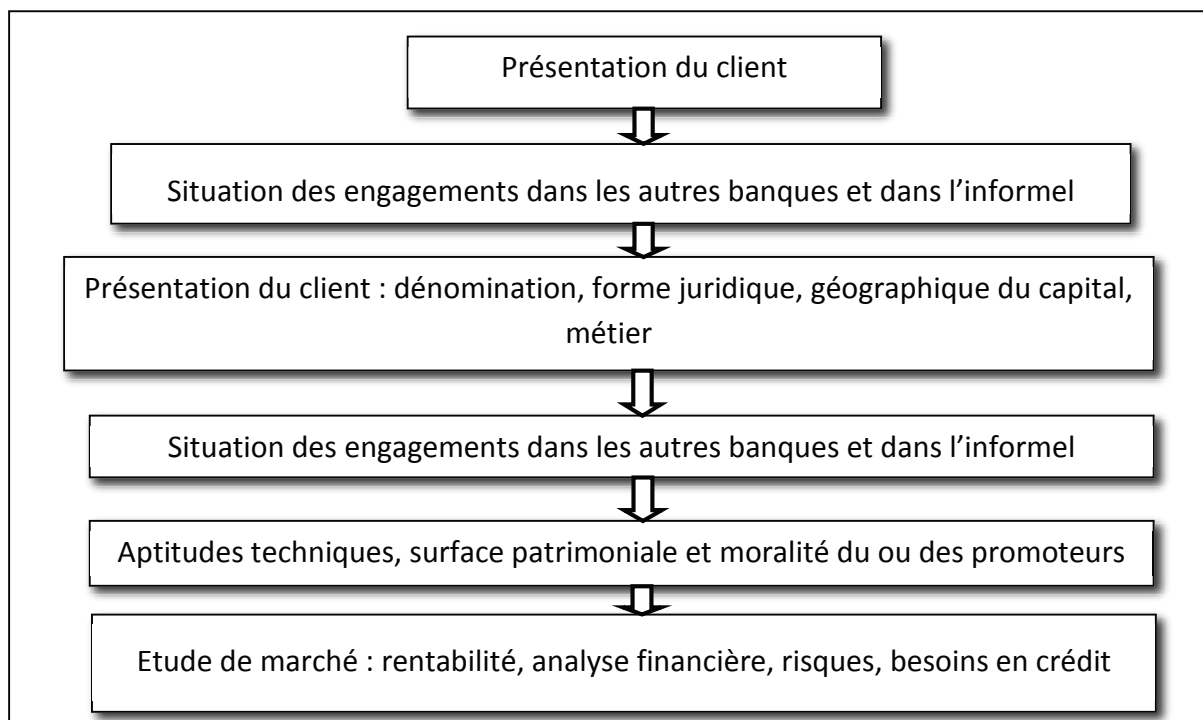 Présentation du client
Situation des engagements dans les autres banques et dans l’informel
Présentation du client : dénomination, forme juridique, géographique du capital,
métier
Situation des engagements dans les autres banques et dans l’informel
Aptitudes techniques, surface patrimoniale et moralité du ou des promoteurs
Etude de marché : rentabilité, analyse financière, risques, besoins en crédit